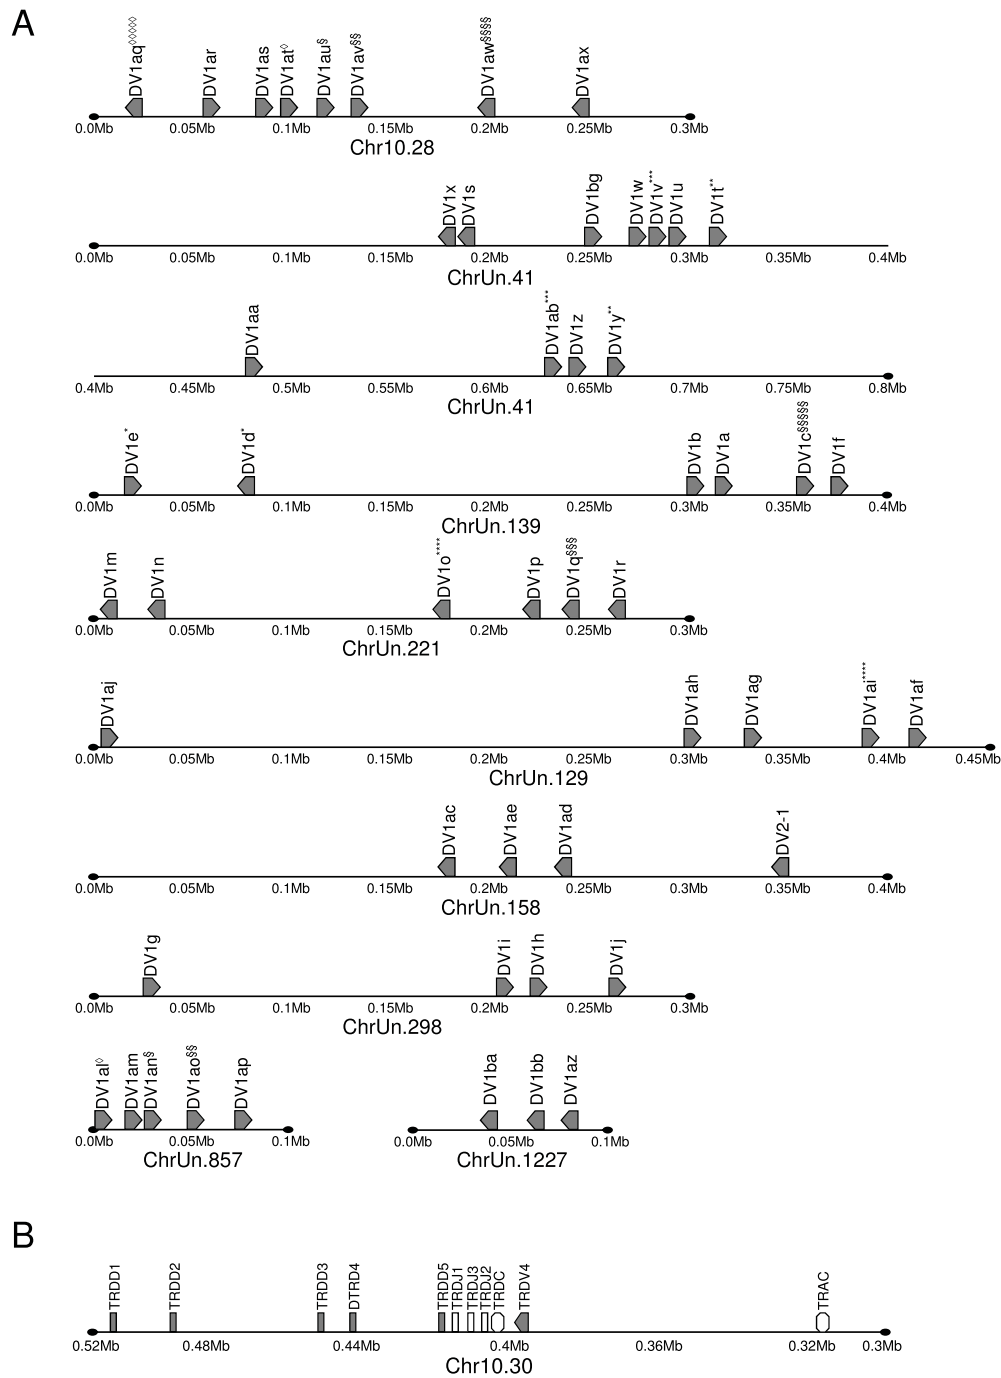 A
DV1aq◊◊◊◊◊ DV1ar DV1as DV1at◊ DV1au§ DV1av§§ DV1aw§§§§ DV1ax
0.0Mb 0.05Mb 0.1Mb 0.15Mb 0.2Mb 0.25Mb 0.3Mb
Chr10.28
DV1x DV1s DV1bg DV1w DV1v*** DV1u DV1t**
0.0Mb 0.05Mb 0.1Mb 0.15Mb 0.2Mb 0.25Mb 0.3Mb 0.35Mb 0.4Mb
ChrUn.41
DV1aa DV1ab*** DV1z DV1y**
0.4Mb 0.45Mb 0.5Mb 0.55Mb 0.6Mb 0.65Mb 0.7Mb 0.75Mb 0.8Mb
ChrUn.41
DV1e* DV1d* DV1b DV1a DV1c§§§§§ DV1f
0.0Mb 0.05Mb 0.1Mb 0.15Mb 0.2Mb 0.25Mb 0.3Mb 0.35Mb 0.4Mb
ChrUn.139
DV1m DV1n DV1o**** DV1p DV1q§§§ DV1r
0.0Mb 0.05Mb 0.1Mb 0.15Mb 0.2Mb 0.25Mb 0.3Mb
ChrUn.221
DV1aj DV1ah DV1ag DV1ai**** DV1af
0.0Mb 0.05Mb 0.1Mb 0.15Mb 0.2Mb 0.25Mb 0.3Mb 0.35Mb 0.4Mb 0.45Mb
ChrUn.129
DV1ac DV1ae DV1ad DV2-1
0.0Mb 0.05Mb 0.1Mb 0.15Mb 0.2Mb 0.25Mb 0.3Mb 0.35Mb 0.4Mb
ChrUn.158
DV1g DV1i DV1h DV1j
0.0Mb 0.05Mb 0.1Mb 0.15Mb 0.2Mb 0.25Mb 0.3Mb
ChrUn.298
DV1al◊ DV1am DV1an§ DV1ao§§ DV1ap
0.0Mb 0.05Mb 0.1Mb
ChrUn.857
DV1ba DV1bb DV1az
0.0Mb 0.05Mb 0.1Mb
ChrUn.1227
B
TRDD1 TRDD2 TRDD3 DTRD4 TRDD5 TRDJ1 TRDJ3 TRDJ2 TRDC TRDV4 TRAC
0.52Mb 0.48Mb 0.44Mb 0.4Mb 0.36Mb 0.32Mb 0.3Mb
Chr10.30